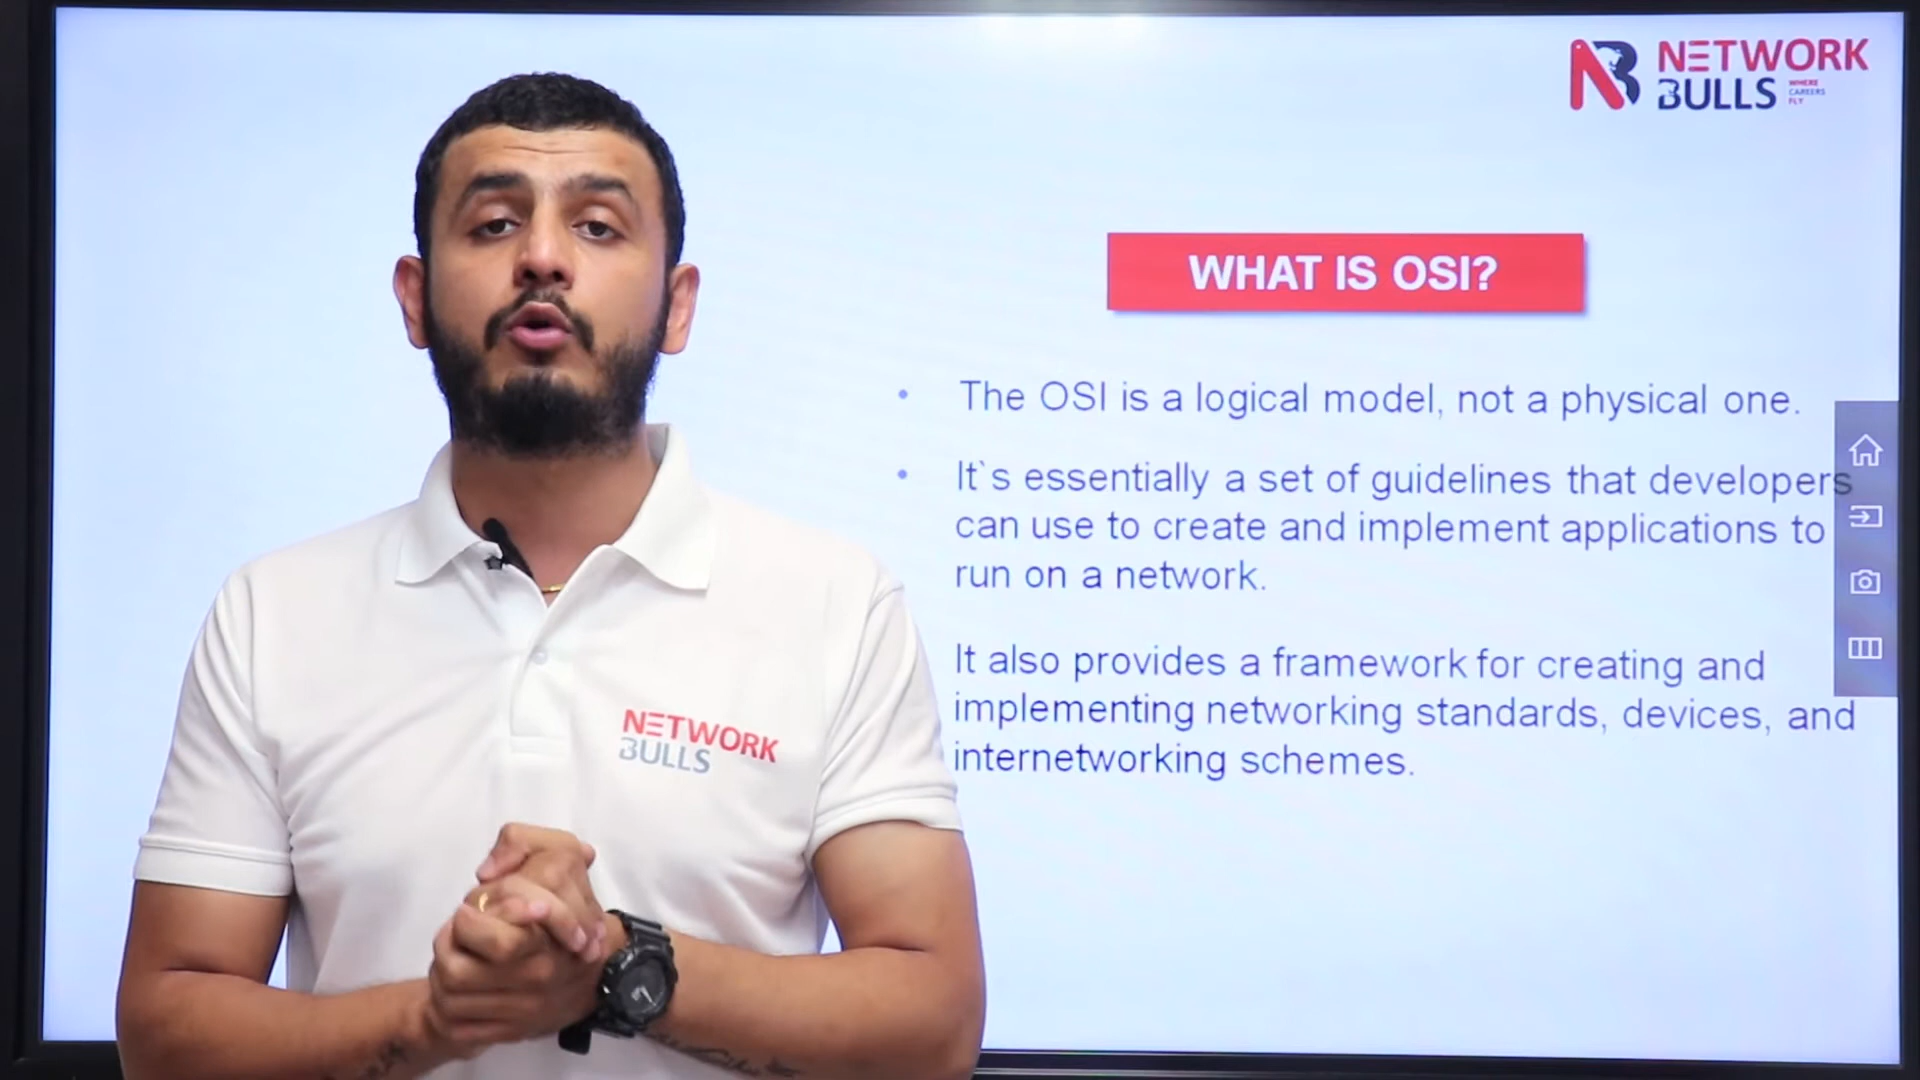 NETWORK
BULLS
WHERE
CAREERS
FLY
WHAT IS OSI?
• The OSI is a logical model, not a physical one.
• It`s essentially a set of guidelines that developers
can use to create and implement applications to
run on a network.
It also provides a framework for creating and
implementing networking standards, devices, and
internetworking schemes.
NETWORK
BULLS